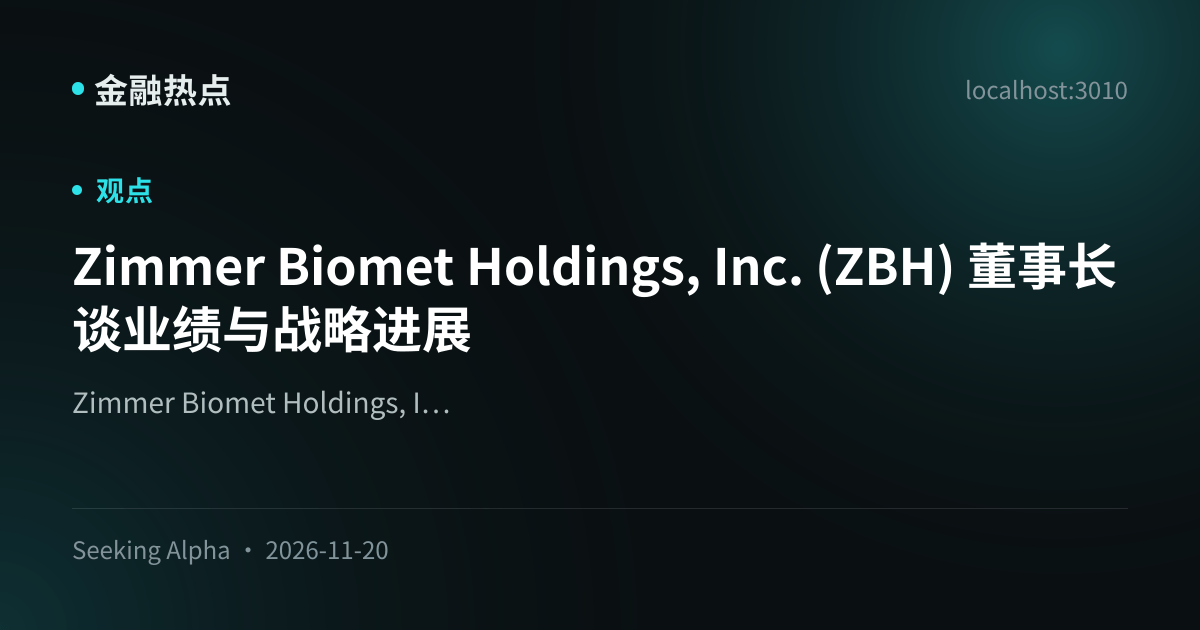 金融热点
localhost:3010
观点
Zimmer Biomet Holdings, Inc. (ZBH) 董事长
谈业绩与战略进展
Zimmer Biomet Holdings, I…
Seeking Alpha · 2026-11-20